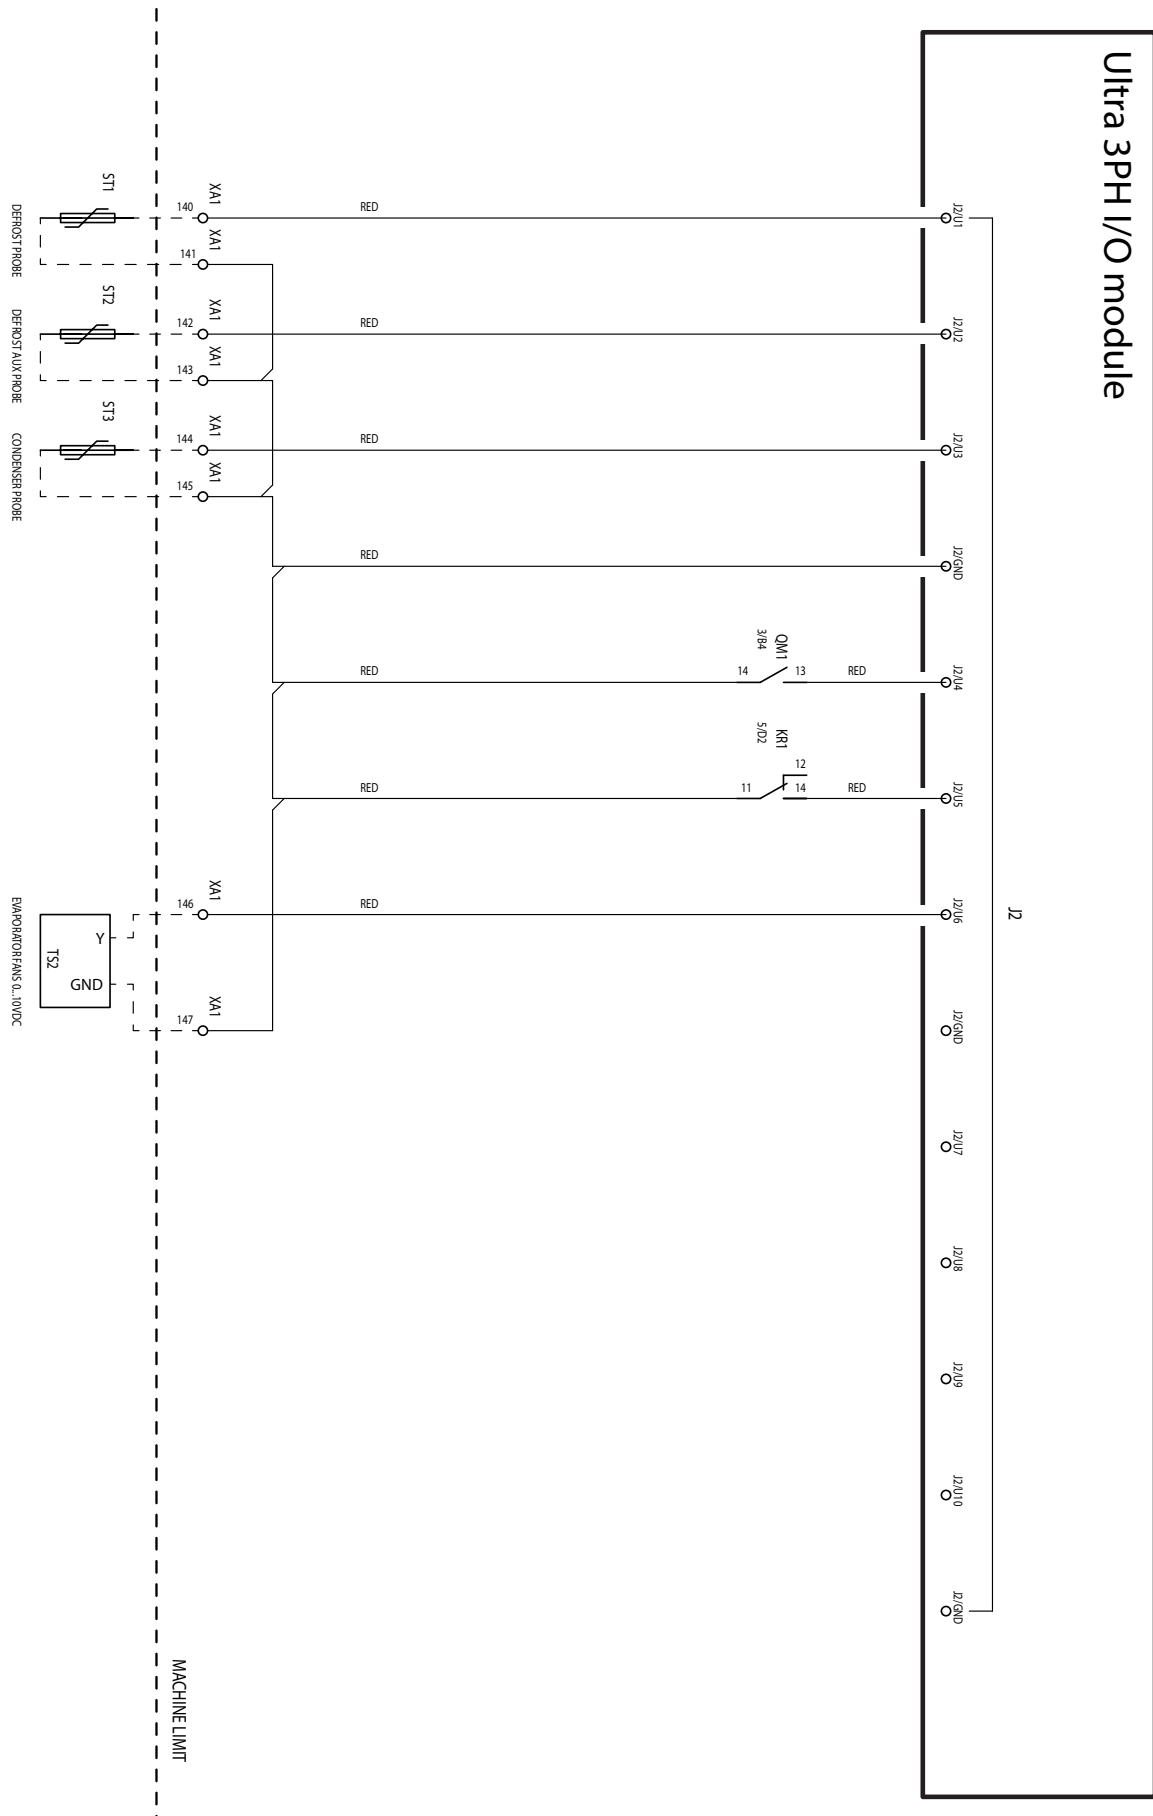 Ultra 3PH I/O module
J2
J2/U1
J2/U2
J2/U3
J2/GND
J2/U4
J2/U5
J2/U6
J2/GND
J2/U7
J2/U8
J2/U9
J2/U10
J2/GND
RED
RED
RED
RED
RED
RED
RED
RED
RED
QM1
3/B4
14
13
KR1
5/D2
12
11
14
XA1
140
XA1
141
XA1
142
XA1
143
XA1
144
XA1
145
XA1
146
XA1
147
MACHINE LIMIT
ST1
DEFROST PROBE
ST2
DEFROST AUX PROBE
ST3
CONDENSER PROBE
Y
TS2
GND
EVAPORATOR FANS 0...10VDC